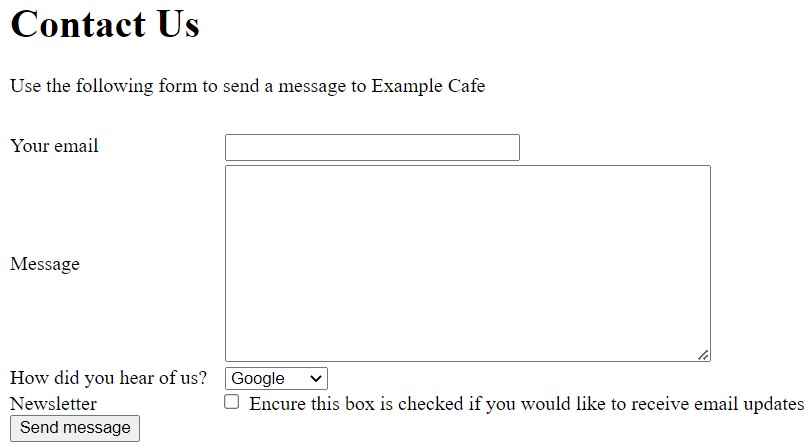 Contact Us
Use the following form to send a message to Example Cafe
Your email
Message
How did you hear of us? Google
Newsletter Encure this box is checked if you would like to receive email updates
Send message